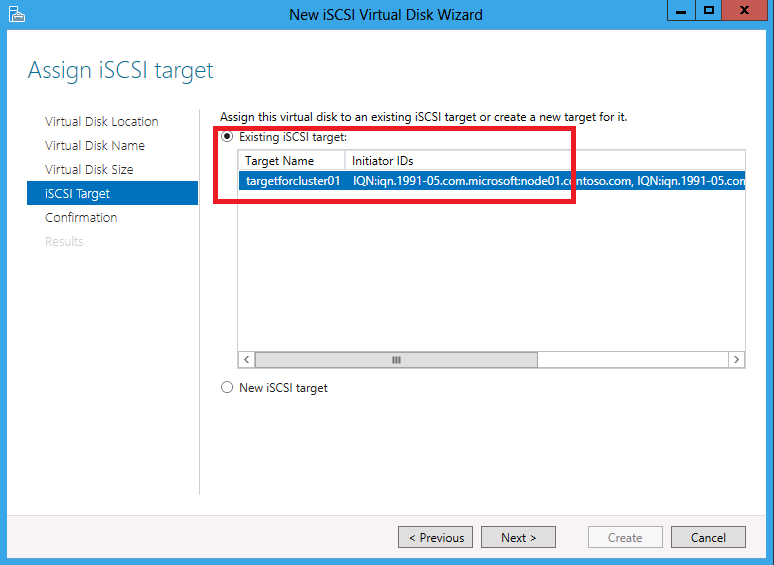 New iSCSI Virtual Disk Wizard
Assign iSCSI target
Virtual Disk Location
Virtual Disk Name
Virtual Disk Size
iSCSI Target
Confirmation
Results
Assign this virtual disk to an existing iSCSI target or create a new target for it.
Existing iSCSI target:
Target Name Initiator IDs
targetforcluster01 IQN:iqn.1991-05.com.microsoft:node01.contoso.com, IQN:iqn.1991-05.com
New iSCSI target
< Previous Next > Create Cancel